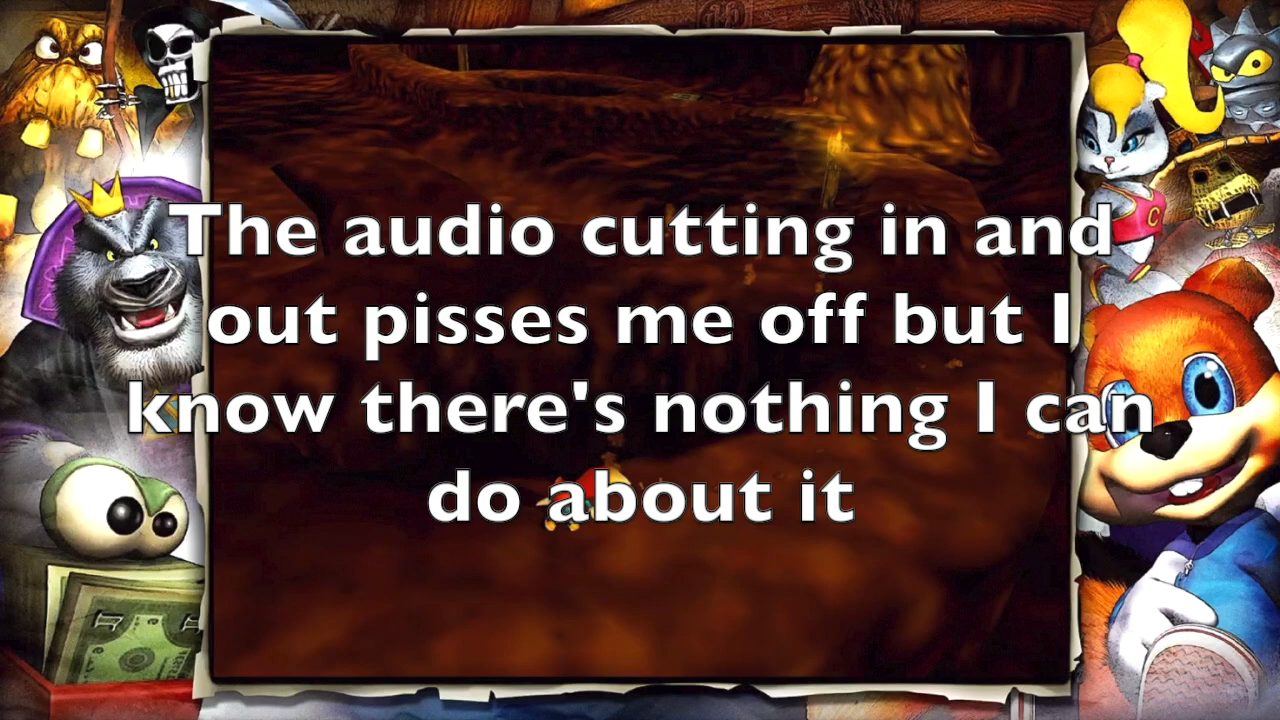 The audio cutting in and
out pisses me off but I
know there's nothing I can
do about it
C